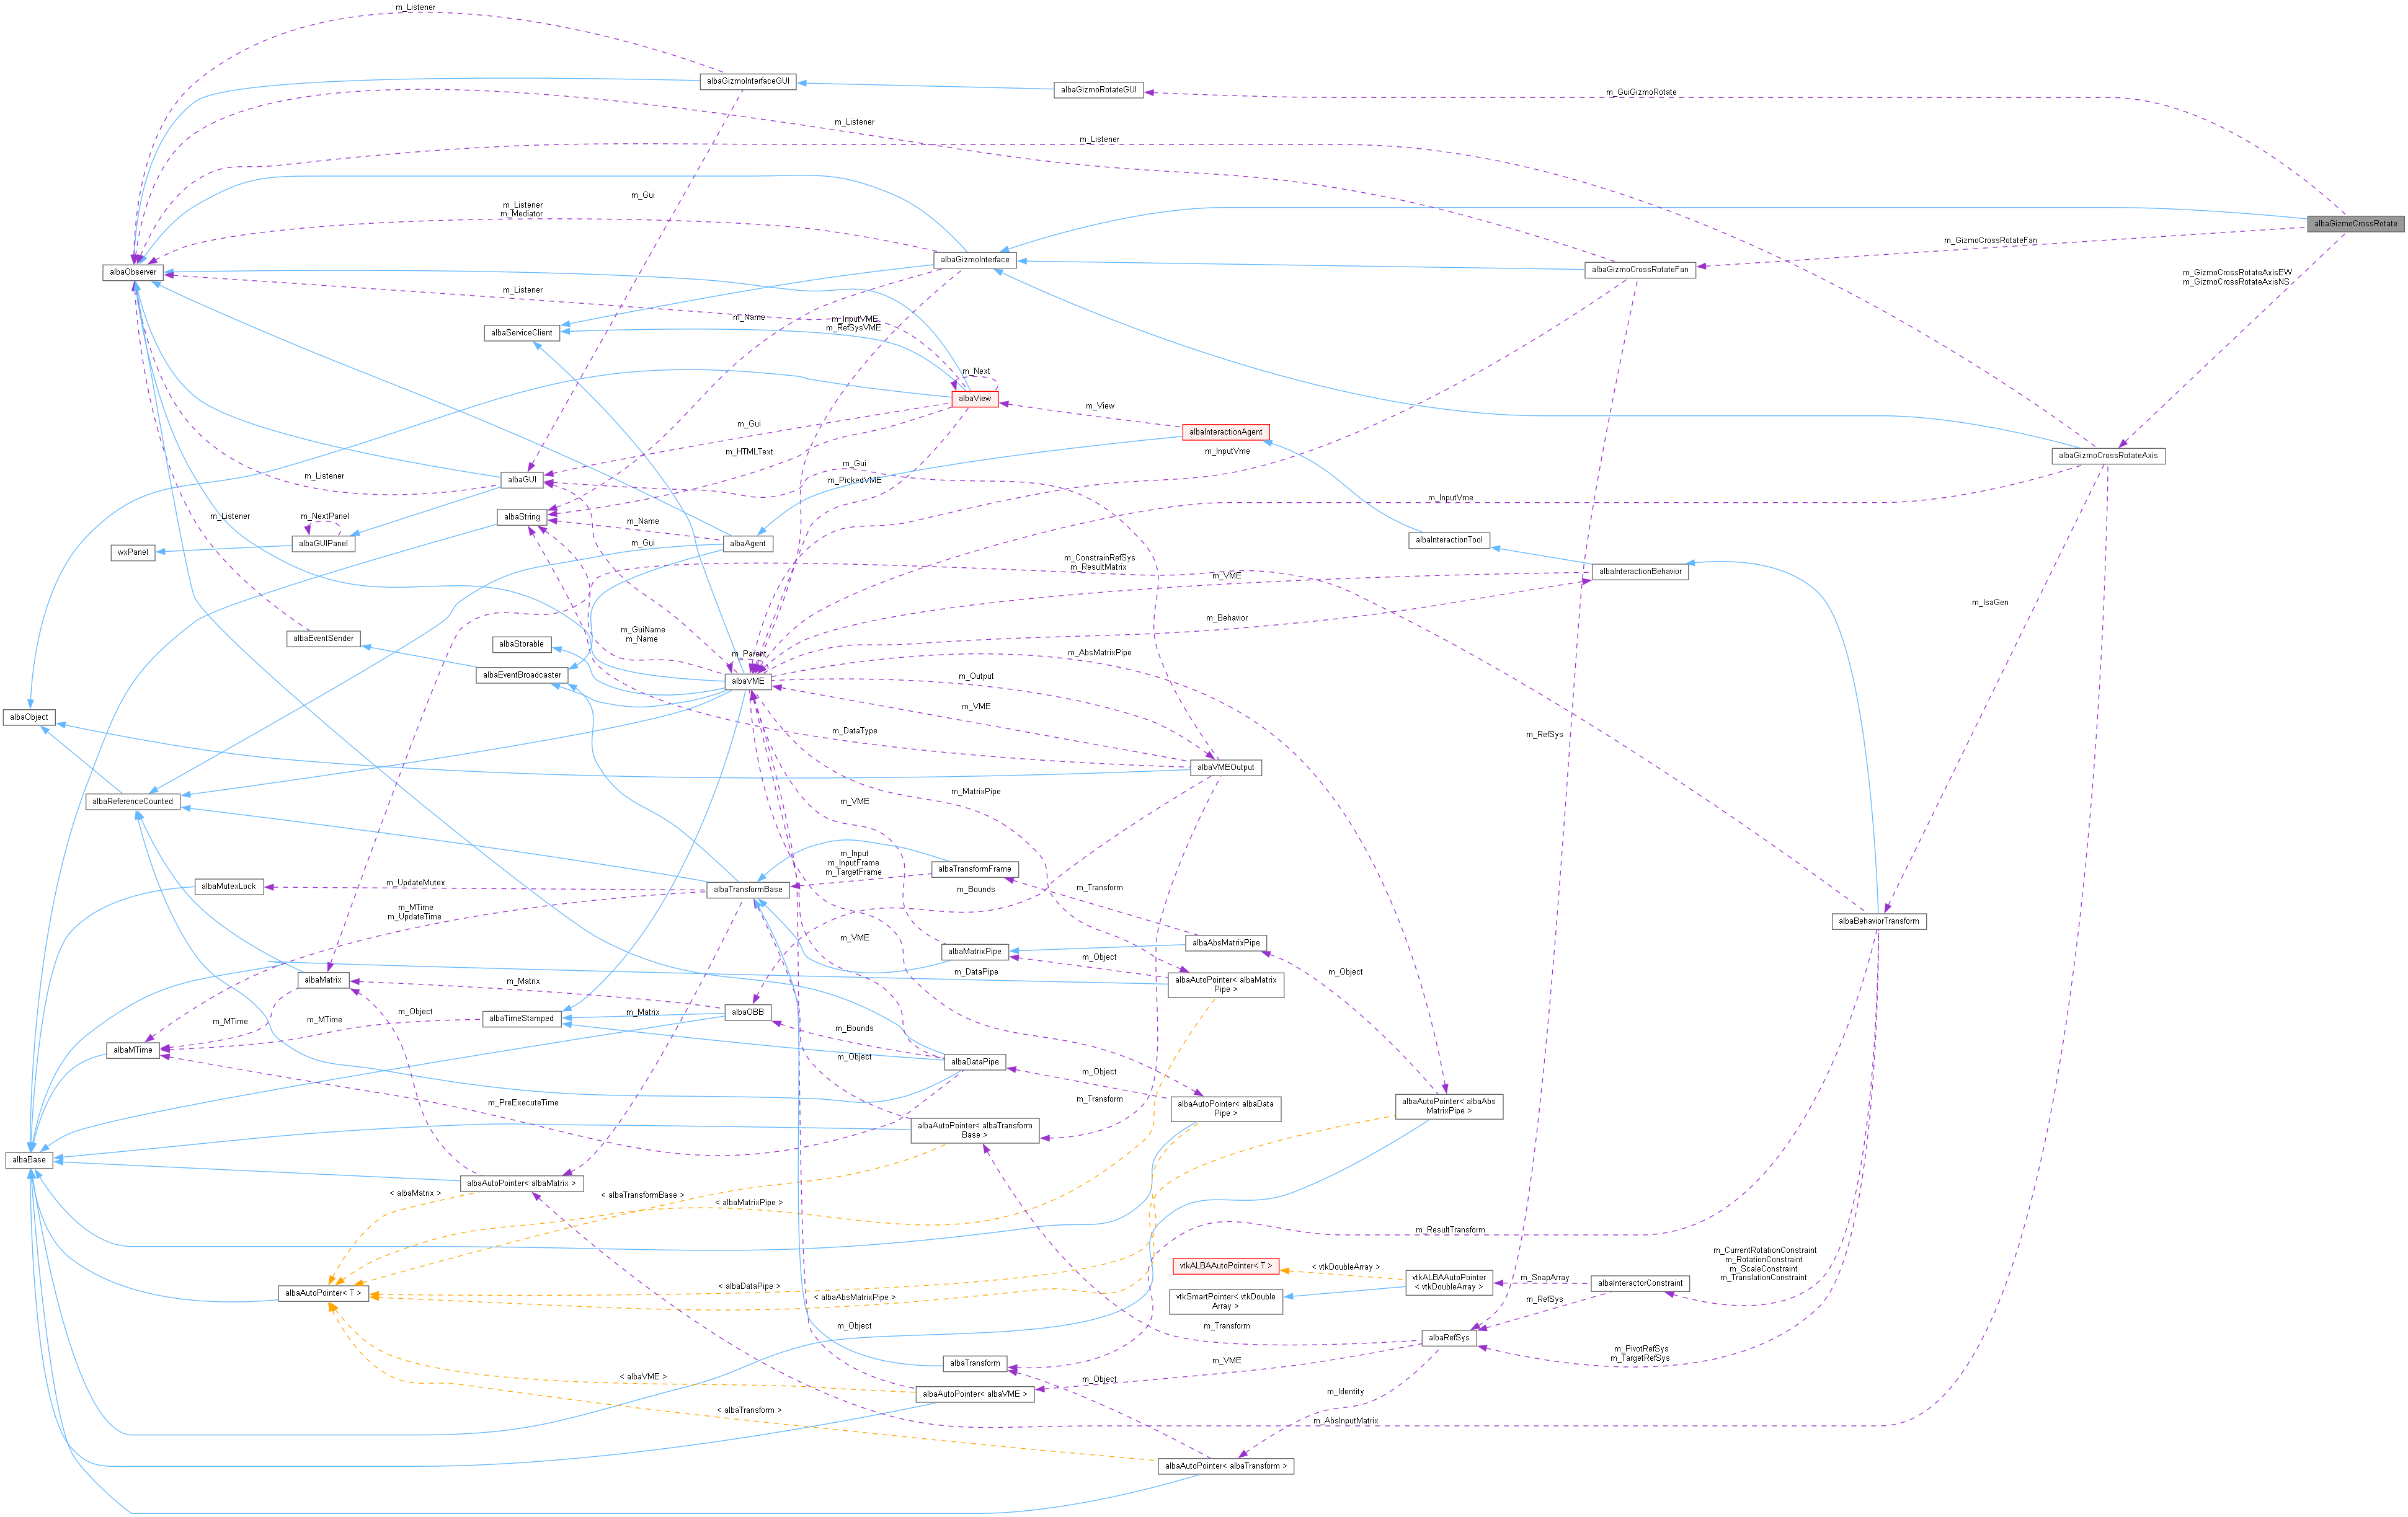 m_Listener
albaGizmoInterfaceGUI
albaGizmoRotateGUI
m_GuiGizmoRotate
m_Listener
m_Listener
m_Gui
m_Listener
m_Mediator
albaGizmoCrossRotate
m_GizmoCrossRotateFan
albaObserver
albaGizmoInterface
albaGizmoCrossRotateFan
m_GizmoCrossRotateAxisEW
m_GizmoCrossRotateAxisNS
m_Listener
albaServiceClient
m_Name
m_InputVME
m_RefSysVME
m_Next
albaView
m_View
albaInteractionAgent
m_Gui
m_HTMLText
m_InputVme
albaGizmoCrossRotateAxis
m_Listener
albaGUI
m_Gui
m_PickedVME
m_InputVme
albaString
m_NextPanel
m_Listener
m_Name
wxPanel
albaGUIPanel
m_Gui
albaAgent
albaInteractionTool
m_ConstrainRefSys
m_ResultMatrix
m_VME
albaInteractionBehavior
m_IsaGen
albaEventSender
albaStorable
m_GuiName
m_Name
m_Behavior
m_Parent
m_AbsMatrixPipe
albaEventBroadcaster
albaVME
m_Output
albaObject
m_VME
m_DataType
m_RefSys
albaVMEOutput
albaReferenceCounted
m_VME
m_MatrixPipe
m_Input
m_InputFrame
m_TargetFrame
albaTransformFrame
albaMutexLock
m_UpdateMutex
albaTransformBase
m_Bounds
m_Transform
m_MTime
m_UpdateTime
albaBehaviorTransform
m_VME
albaMatrixPipe
albaAbsMatrixPipe
m_Object
m_DataPipe
m_Object
albaMatrix
m_Matrix
albaAutoPointer< albaMatrix
Pipe >
m_Object
m_MTime
m_MTime
albaTimeStamped
m_Matrix
albaOBB
m_Bounds
albaMTime
m_Object
albaDataPipe
m_Object
m_PreExecuteTime
m_Transform
albaAutoPointer< albaData
Pipe >
albaAutoPointer< albaAbs
MatrixPipe >
albaAutoPointer< albaTransform
Base >
albaBase
albaAutoPointer< albaMatrix >
< albaMatrix >
< albaTransformBase >
< albaMatrixPipe >
m_ResultTransform
m_CurrentRotationConstraint
m_RotationConstraint
m_ScaleConstraint
m_TranslationConstraint
vtkALBAAutoPointer< T >
< vtkDoubleArray >
vtkALBAAutoPointer
< vtkDoubleArray >
m_SnapArray
albaInteractorConstraint
albaAutoPointer< T >
< albaDataPipe >
< albaAbsMatrixPipe >
vtkSmartPointer< vtkDouble
Array >
m_RefSys
m_Object
m_Transform
albaRefSys
m_PivotRefSys
m_TargetRefSys
albaTransform
m_VME
< albaVME >
m_Object
albaAutoPointer< albaVME >
m_Identity
< albaTransform >
m_AbsInputMatrix
albaAutoPointer< albaTransform >